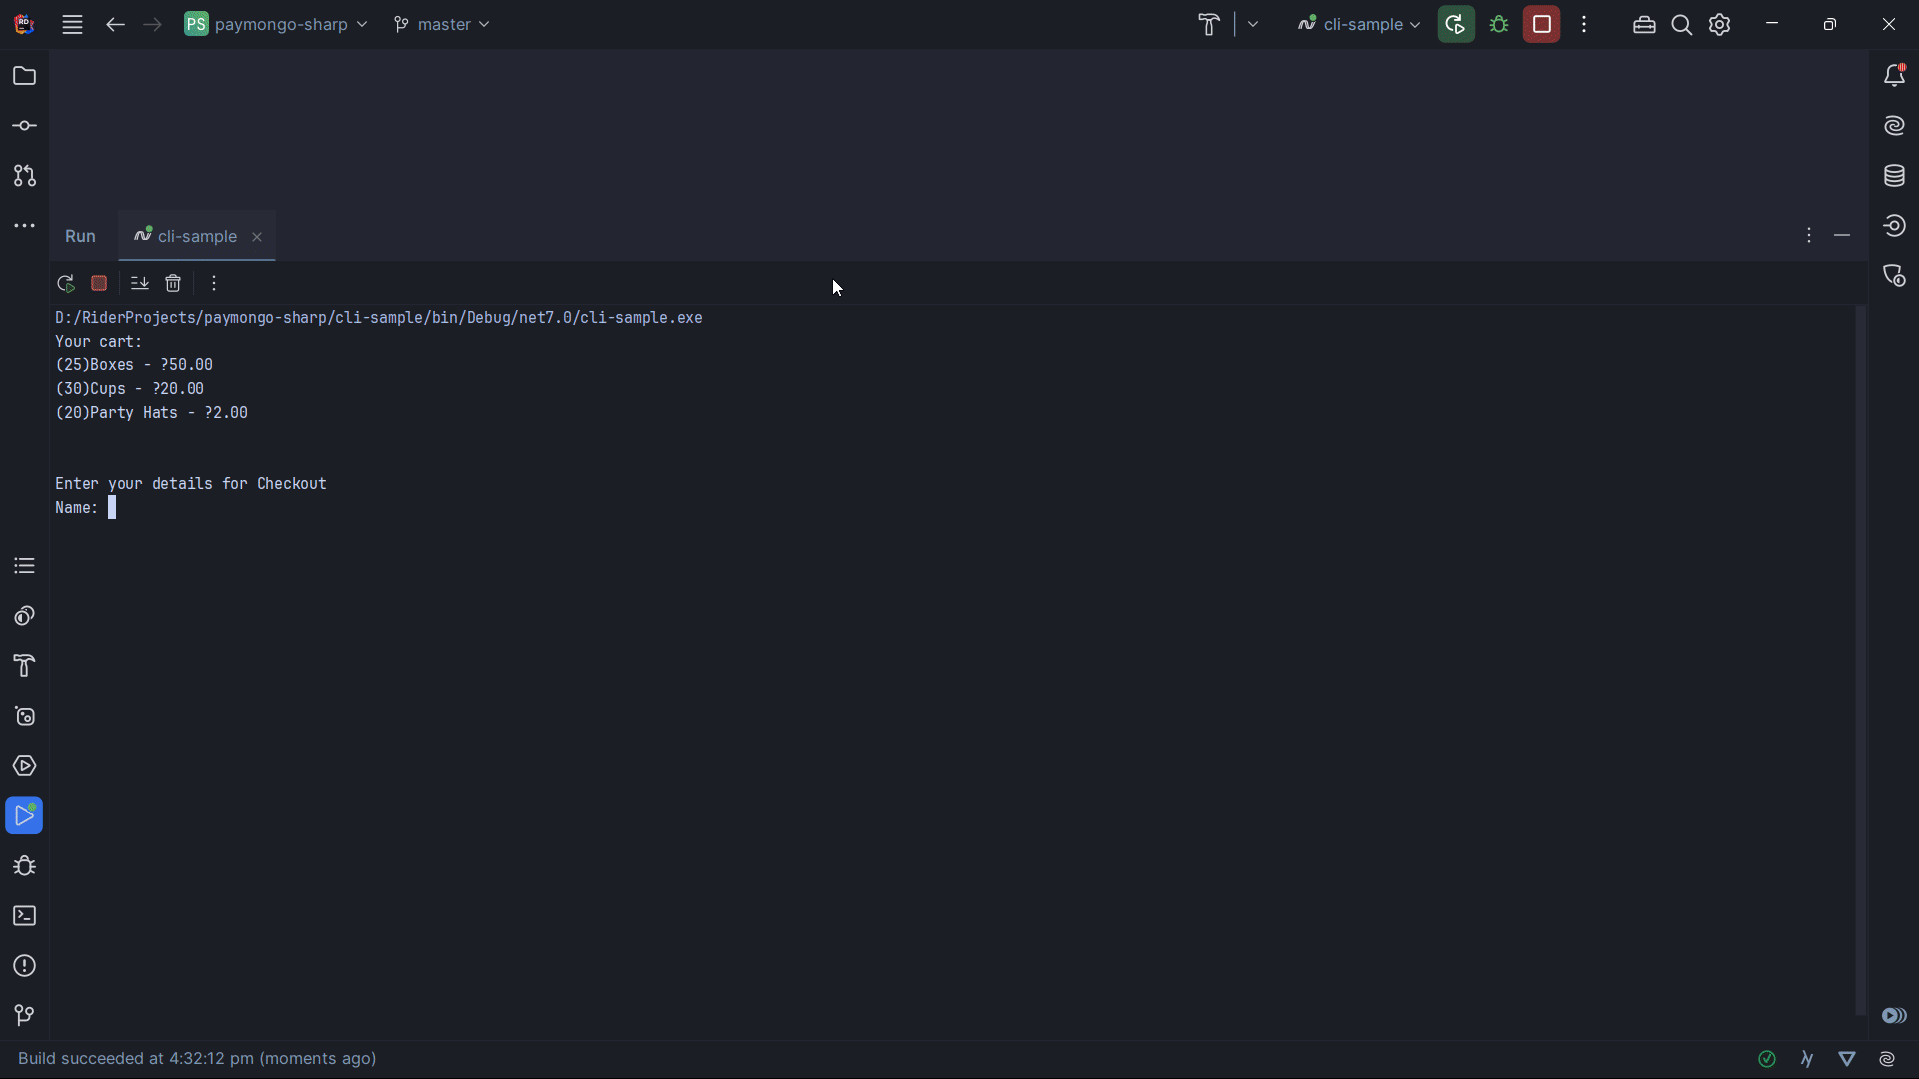 PS paymongo-sharp master cli-sample
Run cli-sample
D:/RiderProjects/paymongo-sharp/cli-sample/bin/Debug/net7.0/cli-sample.exe
Your cart:
(25)Boxes - ?50.00
(30)Cups - ?20.00
(20)Party Hats - ?2.00
Enter your details for Checkout
Name:
Build succeeded at 4:32:12 pm (moments ago)